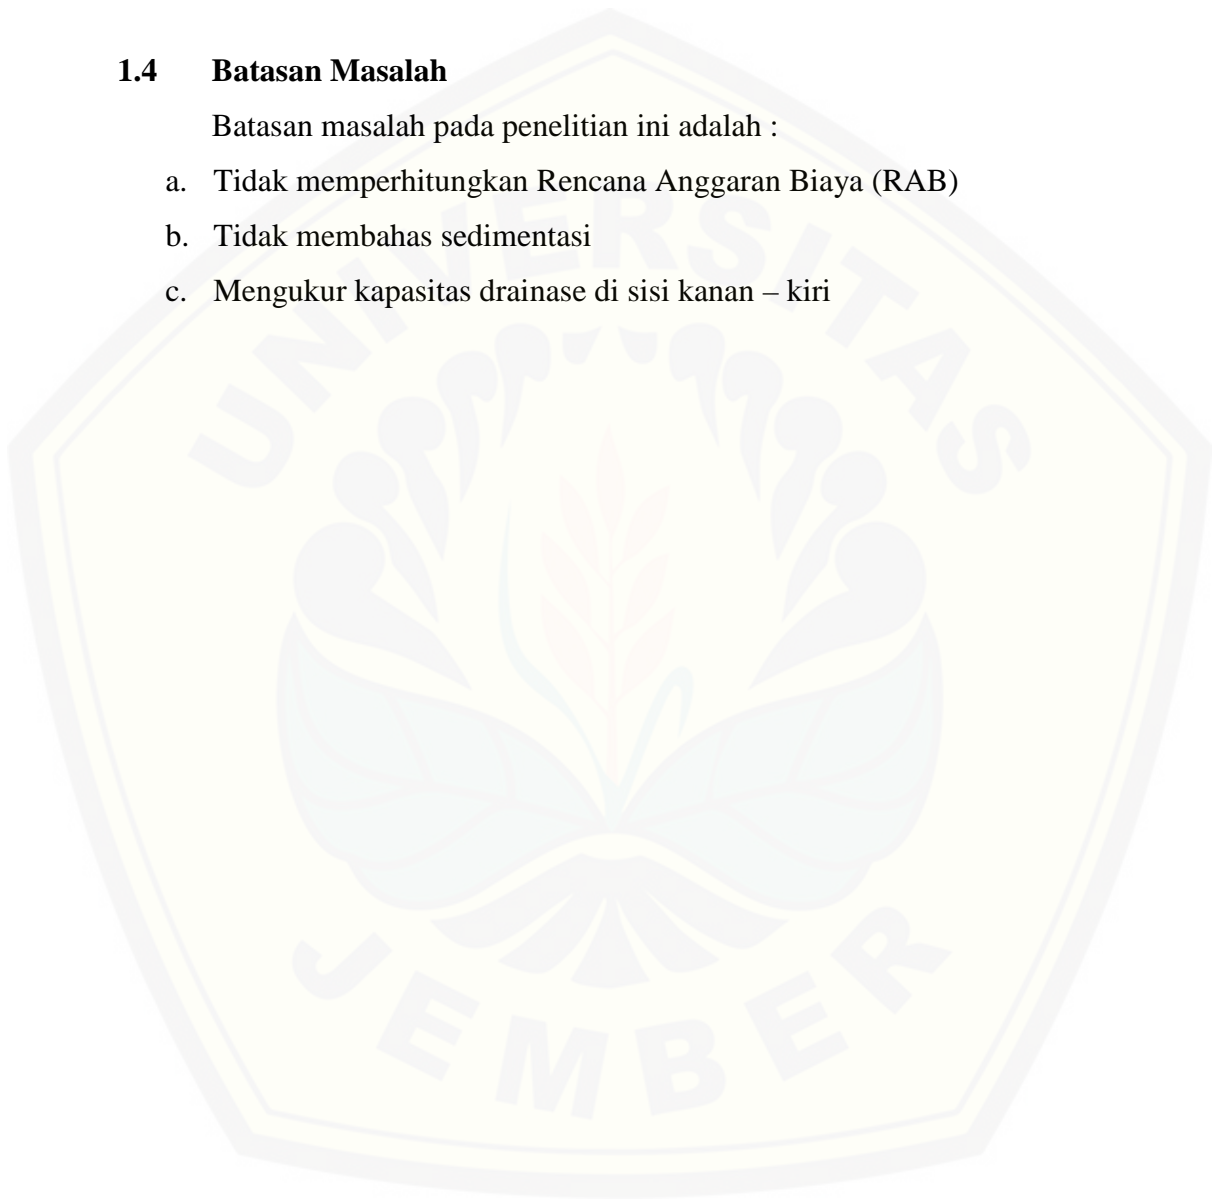 1.4 Batasan Masalah
Batasan masalah pada penelitian ini adalah :
a. Tidak memperhitungkan Rencana Anggaran Biaya (RAB)
b. Tidak membahas sedimentasi
c. Mengukur kapasitas drainase di sisi kanan – kiri
UNIVERSITAS
JEMBER